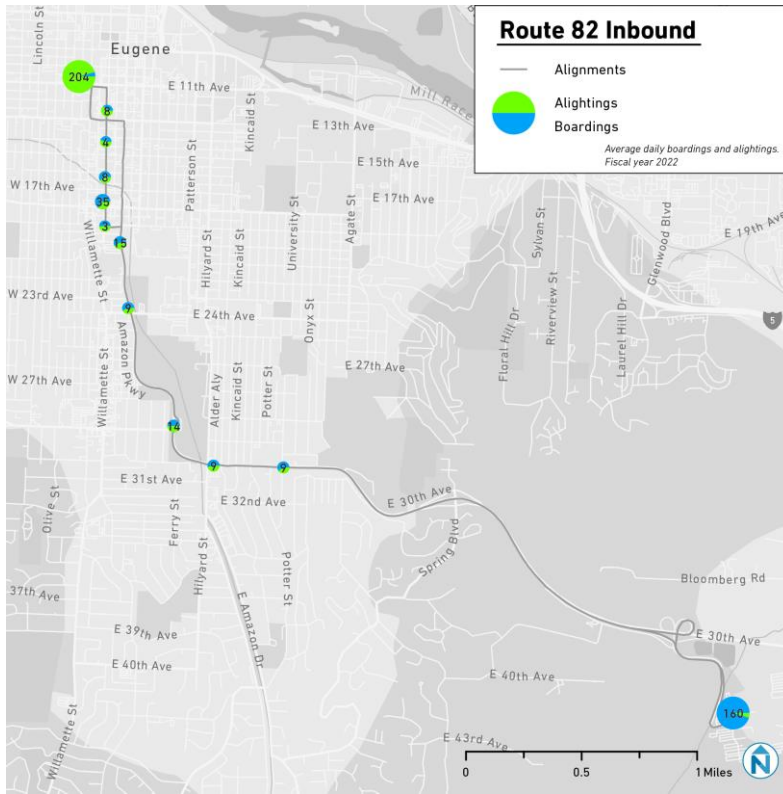 Route 82 Inbound
Alignments
Alightings
Boardings
Average daily boardings and alightings.
Fiscal year 2022
Lincoln St
Eugene
204
E 11th Ave
Mill Race
Kincaid St
8
E 13th Ave
4
Patterson St
E 15th Ave
8
W 17th Ave
E 17th Ave
35
Agate St
University St
3
15
Willamette St
Hilyard St
Kincaid St
Sylvan St
Riverview St
Glenwood Blvd
E 19th Ave
W 23rd Ave
9
E 24th Ave
Onyx St
Floral Hill Dr
Laurel Hill Dr
5
Amazon Pkwy
Willamette St
W 27th Ave
E 27th Ave
Alder Aly
Kincaid St
Potter St
14
9
9
E 31st Ave
E 32nd Ave
E 30th Ave
Olive St
Ferry St
Hilyard St
Potter St
Spring Blvd
37th Ave
Bloomberg Rd
E Amazon Dr
E 39th Ave
E 30th Ave
E 40th Ave
E 40th Ave
160
Willamette St
E 43rd Ave
N
0
0.5
1 Miles